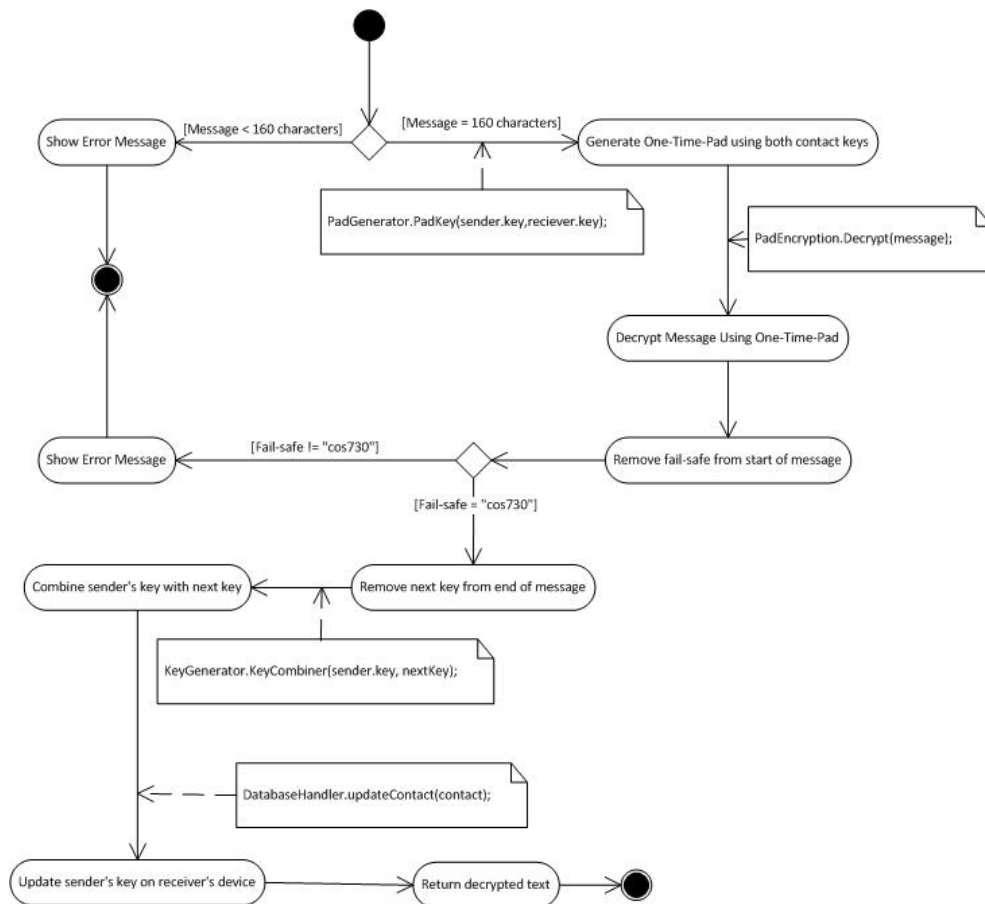 [Message < 160 characters]
[Message = 160 characters]
Show Error Message
Generate One-Time-Pad using both contact keys
PadGenerator.PadKey(sender.key,reciever.key);
PadEncryption.Decrypt(message);
Decrypt Message Using One-Time-Pad
[Fail-safe != "cos730"]
Show Error Message
Remove fail-safe from start of message
[Fail-safe = "cos730"]
Combine sender's key with next key
Remove next key from end of message
KeyGenerator.KeyCombiner(sender.key, nextKey);
DatabaseHandler.updateContact(contact);
Update sender's key on receiver's device
Return decrypted text